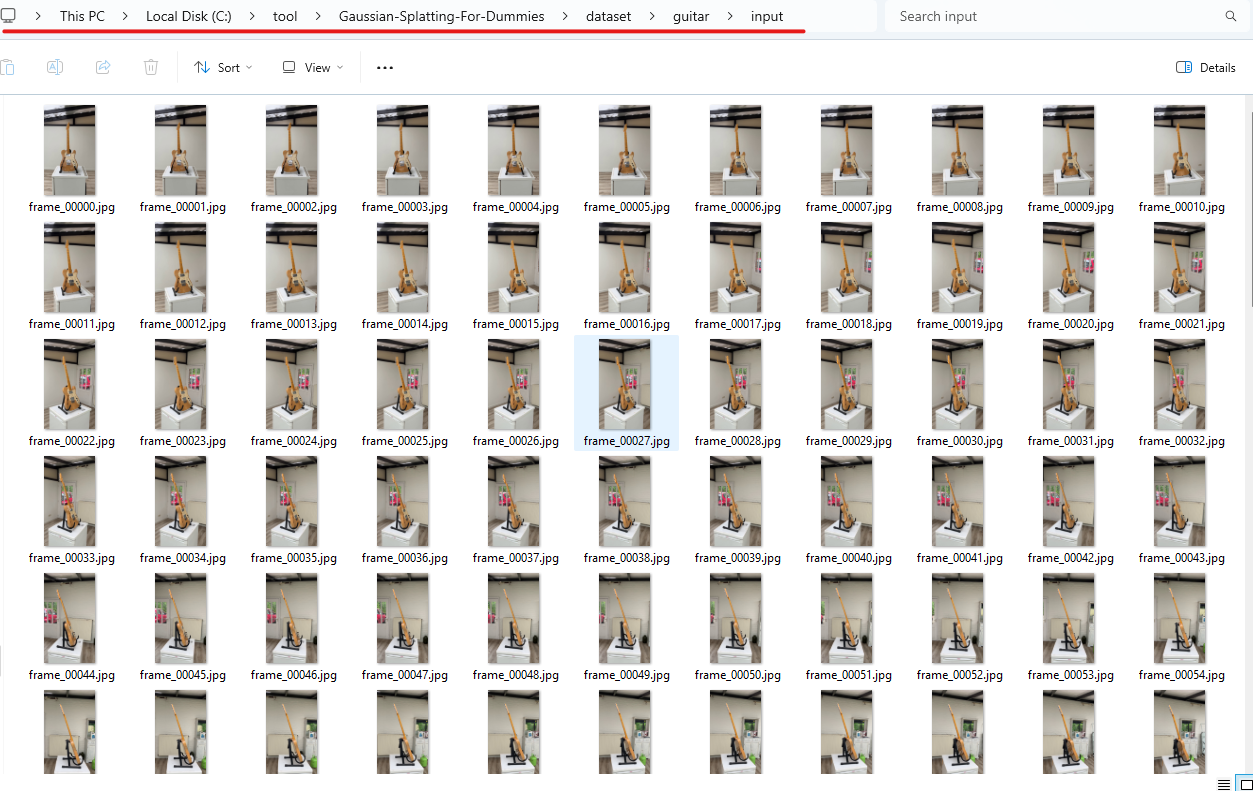 This PC > Local Disk (C:) > tool > Gaussian-Splatting-For-Dummies > dataset > guitar > input Search input
Sort View ... Details
frame_00000.jpg frame_00001.jpg frame_00002.jpg frame_00003.jpg frame_00004.jpg frame_00005.jpg frame_00006.jpg frame_00007.jpg frame_00008.jpg frame_00009.jpg frame_00010.jpg
frame_00011.jpg frame_00012.jpg frame_00013.jpg frame_00014.jpg frame_00015.jpg frame_00016.jpg frame_00017.jpg frame_00018.jpg frame_00019.jpg frame_00020.jpg frame_00021.jpg
frame_00022.jpg frame_00023.jpg frame_00024.jpg frame_00025.jpg frame_00026.jpg frame_00027.jpg frame_00028.jpg frame_00029.jpg frame_00030.jpg frame_00031.jpg frame_00032.jpg
frame_00033.jpg frame_00034.jpg frame_00035.jpg frame_00036.jpg frame_00037.jpg frame_00038.jpg frame_00039.jpg frame_00040.jpg frame_00041.jpg frame_00042.jpg frame_00043.jpg
frame_00044.jpg frame_00045.jpg frame_00046.jpg frame_00047.jpg frame_00048.jpg frame_00049.jpg frame_00050.jpg frame_00051.jpg frame_00052.jpg frame_00053.jpg frame_00054.jpg